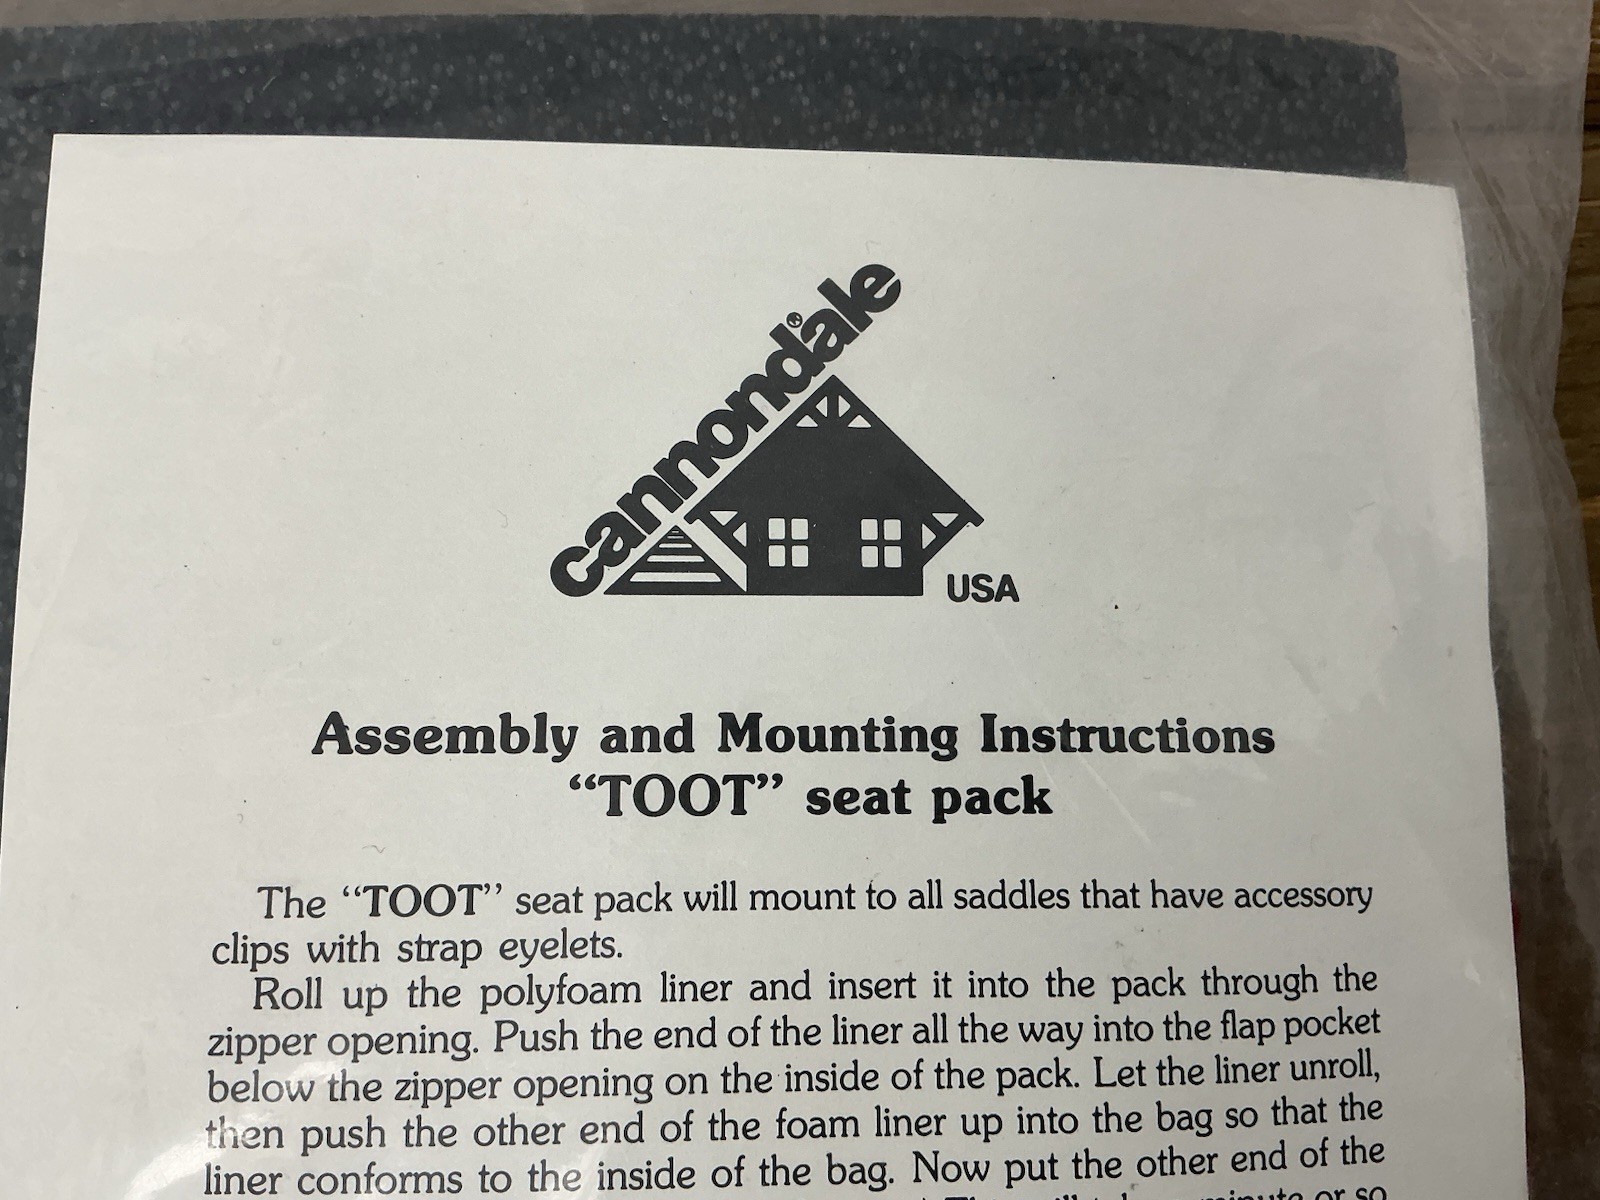 cannondale®
USA
Assembly and Mounting Instructions
“TOOT” seat pack
The “TOOT” seat pack will mount to all saddles that have accessory
clips with strap eyelets.
Roll up the polyfoam liner and insert it into the pack through the
zipper opening. Push the end of the liner all the way into the flap pocket
below the zipper opening on the inside of the pack. Let the liner unroll,
then push the other end of the foam liner up into the bag so that the
liner conforms to the inside of the bag. Now put the other end of the
minute or so